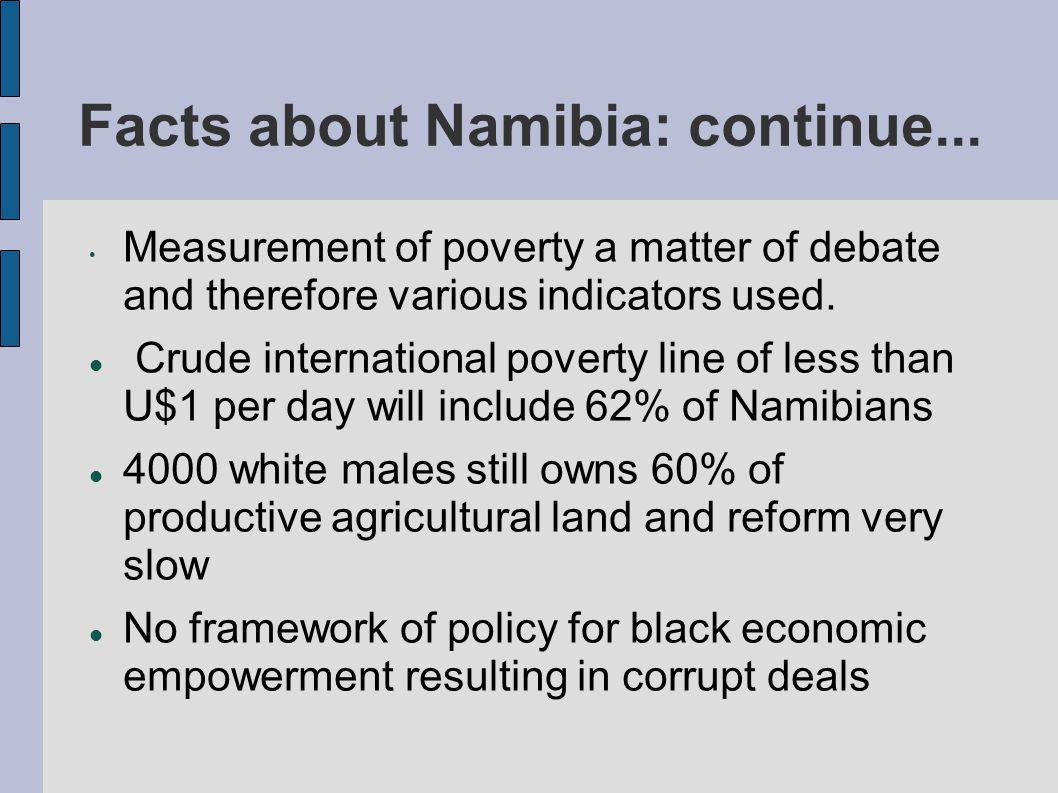 Facts about Namibia: continue...
Measurement of poverty a matter of debate
and therefore various indicators used.
Crude international poverty line of less than
U$1 per day will include 62% of Namibians
4000 white males still owns 60% of
productive agricultural land and reform very
slow
No framework of policy for black economic
empowerment resulting in corrupt deals